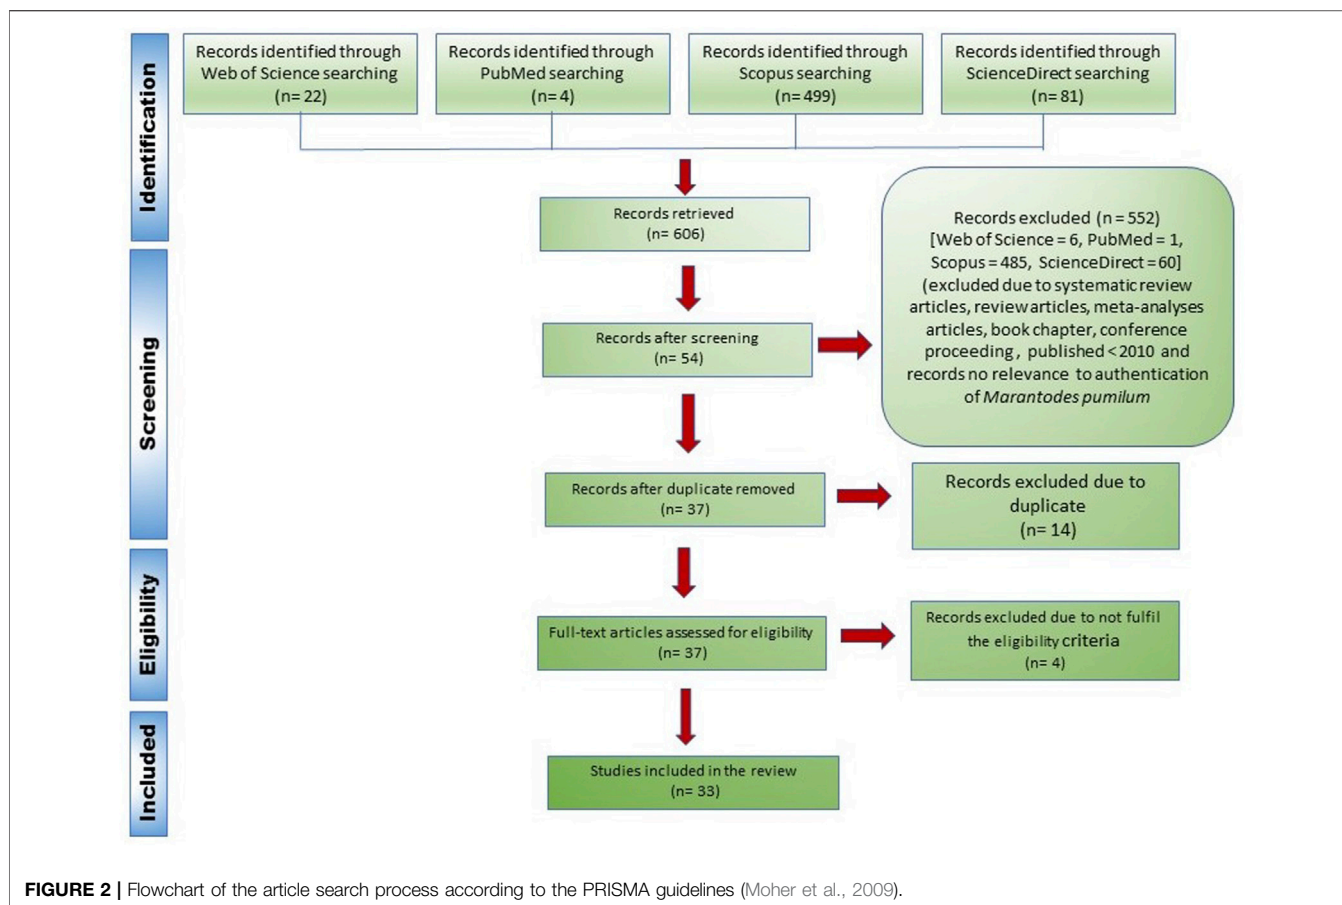 Identification
Records identified through
Web of Science searching
(n= 22)
Records identified through
PubMed searching
(n= 4)
Records identified through
Scopus searching
(n= 499)
Records identified through
ScienceDirect searching
(n= 81)
Records retrieved
(n= 606)
Records excluded (n = 552)
[Web of Science = 6, PubMed = 1,
Scopus = 485, ScienceDirect = 60]
(excluded due to systematic review
articles, review articles, meta-analyses
articles, book chapter, conference
proceeding , published <2010 and
records no relevance to authentication
of Marantodes pumilum
Screening
Records after screening
(n= 54)
Records after duplicate removed
(n= 37)
Records excluded due to
duplicate
(n= 14)
Eligibility
Full-text articles assessed for eligibility
(n= 37)
Records excluded due to not fulfil
the eligibility criteria
(n= 4)
Included
Studies included in the review
(n= 33)
FIGURE 2 | Flowchart of the article search process according to the PRISMA guidelines (Moher et al., 2009).